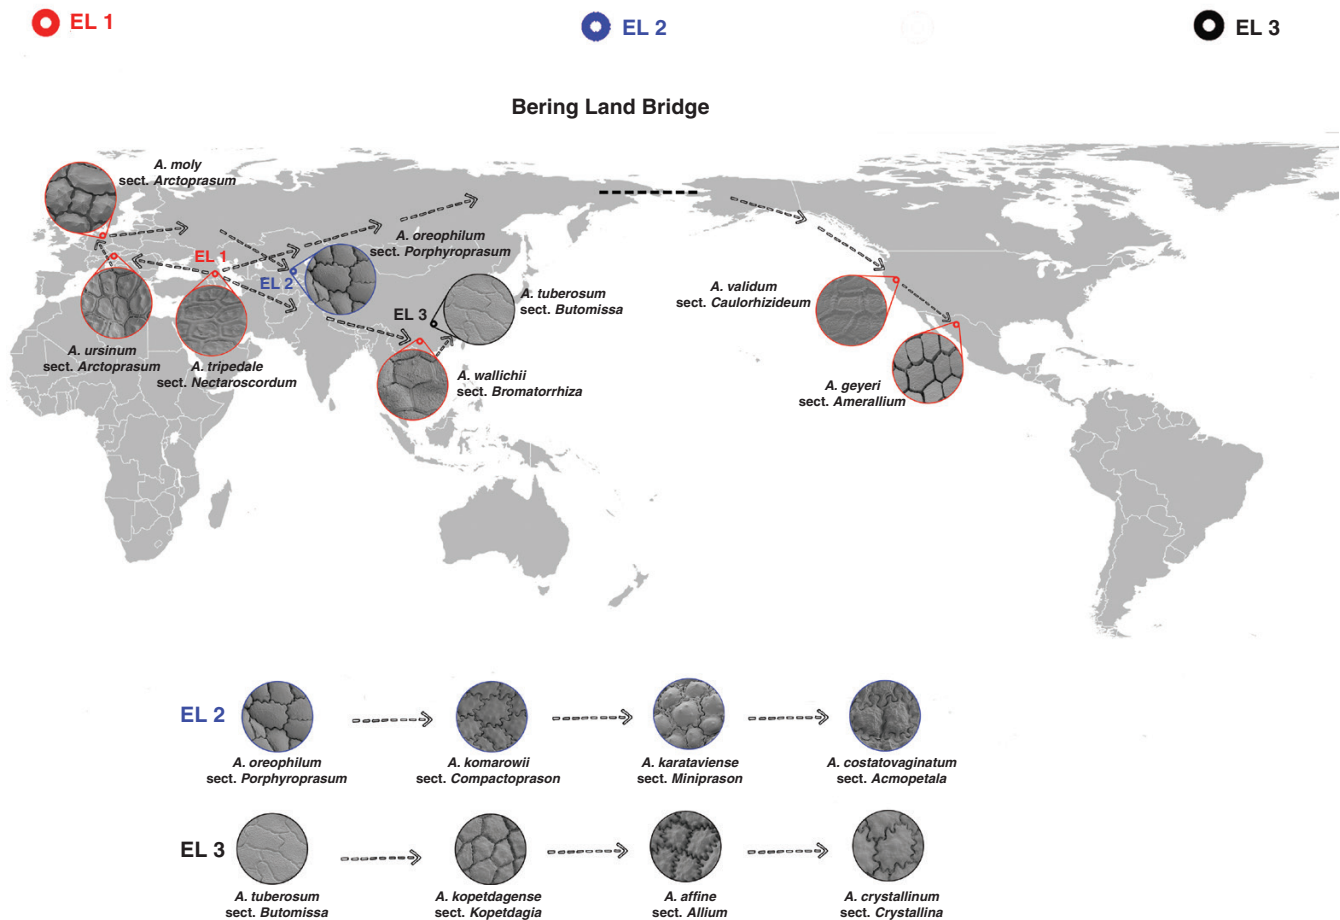 EL 1
EL 2
EL 3
Bering Land Bridge
A. moly
sect. Arctoprasum
A. oreophilum
sect. Porphyroprasum
EL 1
EL 2
A. tuberosum
sect. Butomissa
EL 3
A. validum
sect. Caulorhizideum
A. ursinum
sect. Arctoprasum
A. tripedale
sect. Nectaroscordum
A. wallichii
sect. Bromatorrhiza
A. geyeri
sect. Amerallium
EL 2
A. oreophilum
sect. Porphyroprasum
A. komarowii
sect. Compactoprason
A. karataviense
sect. Miniprason
A. costatovaginatum
sect. Acmopetala
EL 3
A. tuberosum
sect. Butomissa
A. kopetdagense
sect. Kopetdagia
A. affine
sect. Allium
A. crystallinum
sect. Crystallina